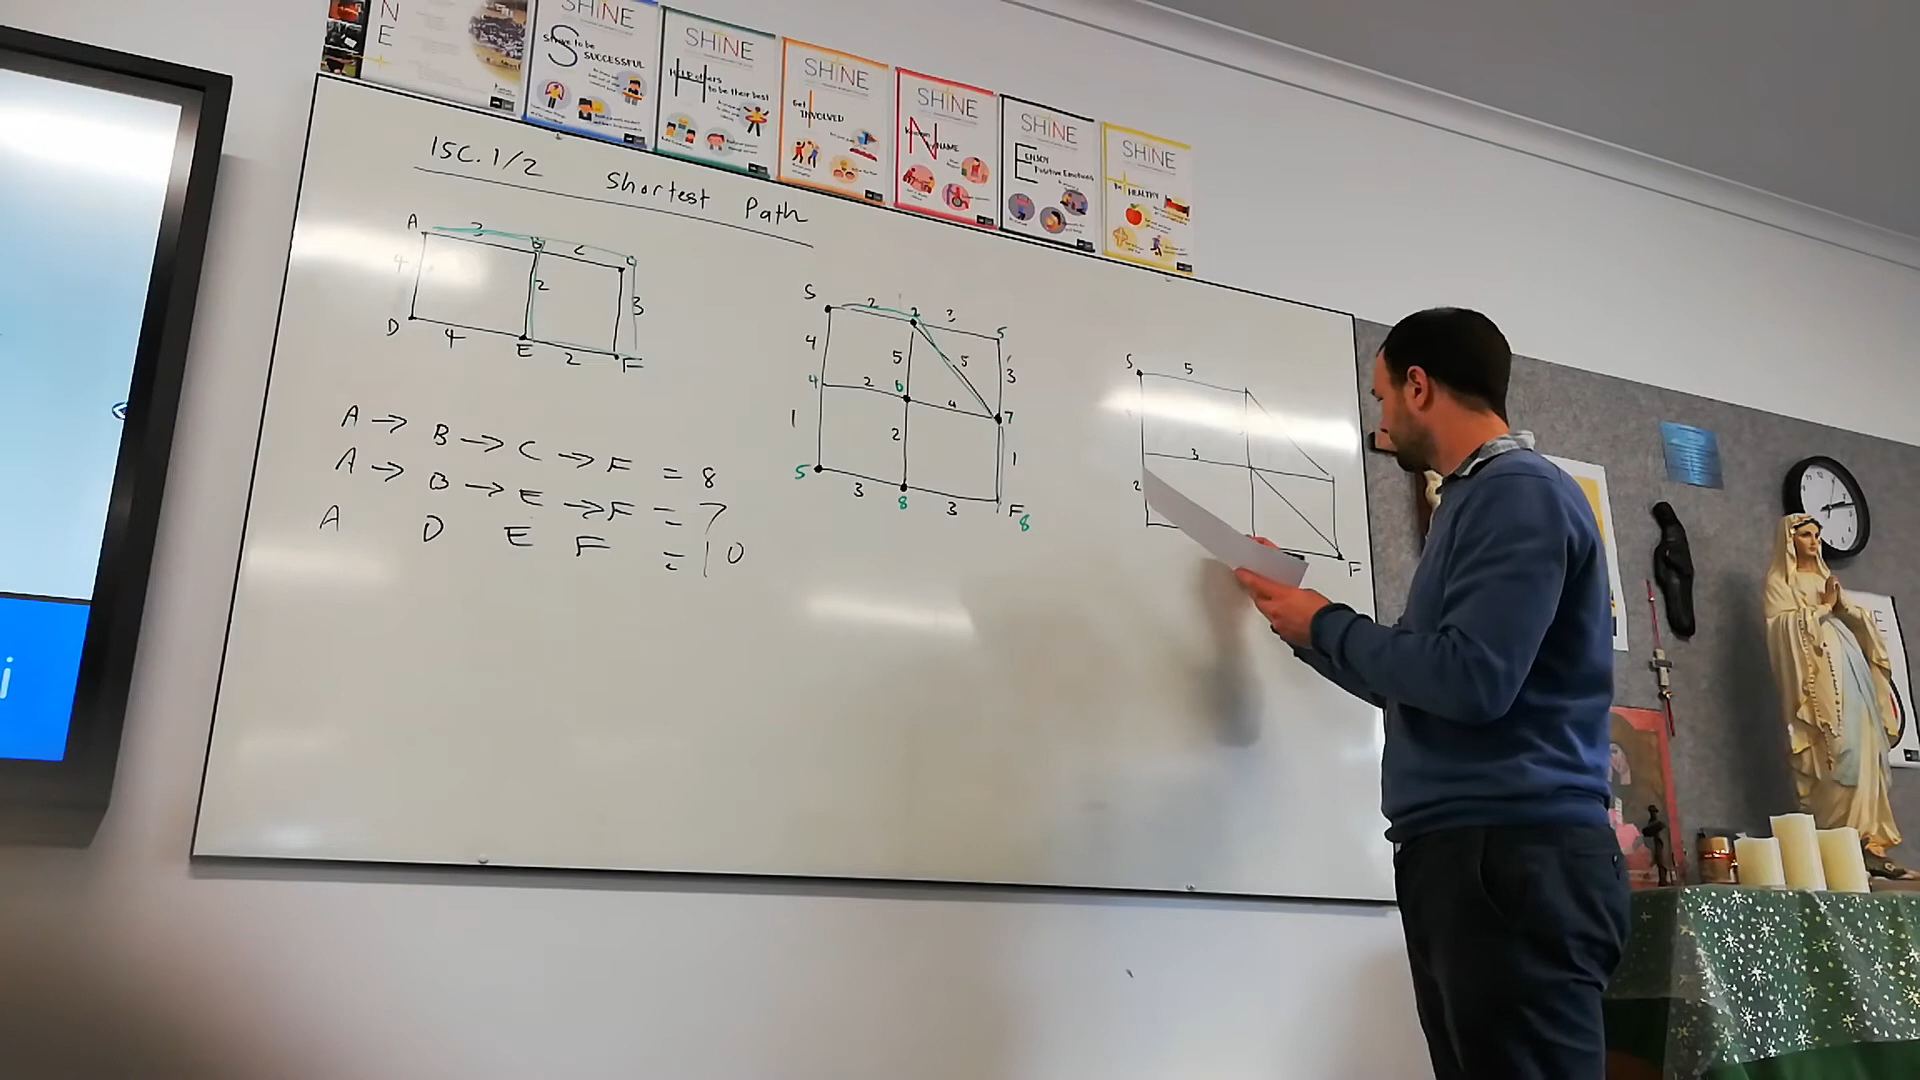 N
E
SHINE
Strive to be
SUCCESSFUL
SHINE
HELP others
to be their best
SHINE
Get
INVOLVED
SHINE
NAME
SHINE
ENJOY
Positive Emotions
SHINE
Be HEALTHY
15C. 1/2 Shortest Path
A 3 B 2 C
4 2 3
D 4 E 2 F
A → B → C → F = 8
A → B → E → F = 7
A D E F = 10
S 2 2 3 5
4 5 5 3
4 2 6 4 7
1 2 1
5 3 8 3 F 8
S 5
3
2
F
i